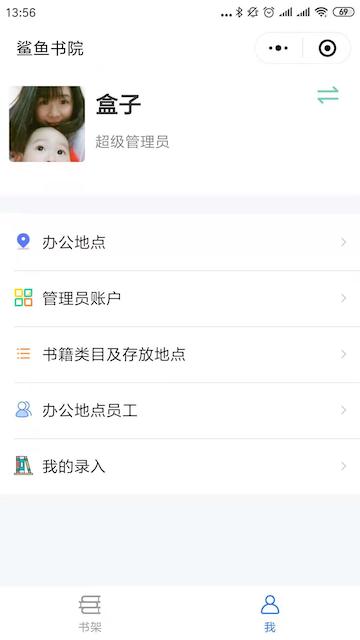 13:56
69
鲨鱼书院
盒子
超级管理员
办公地点
管理员账户
书籍类目及存放地点
办公地点员工
我的录入
书架
我